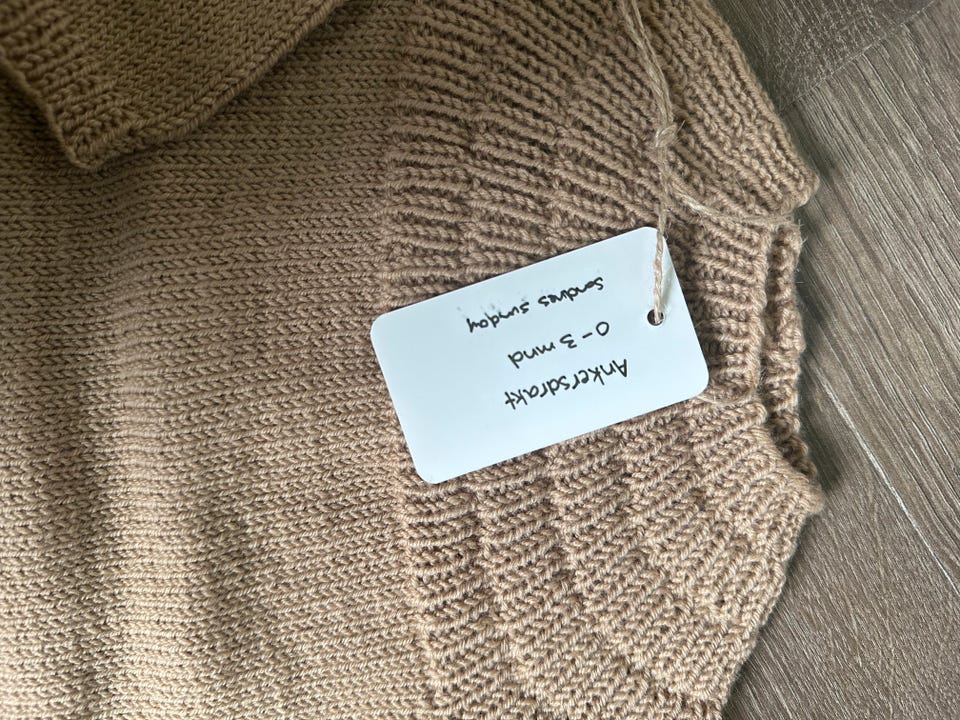 Ankersdrakt
0-3 mnd
sandnes sunday